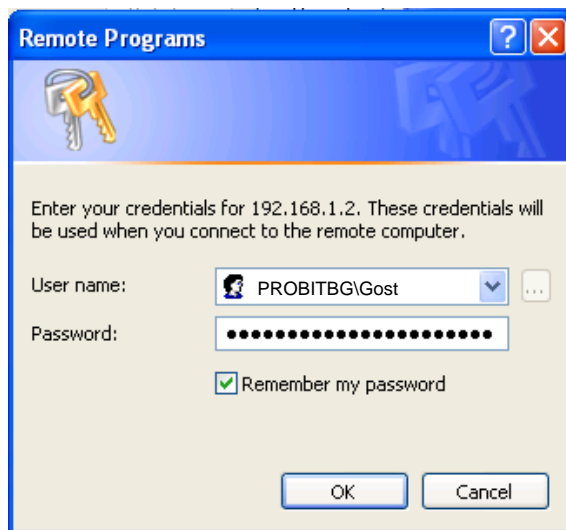 Remote Programs
Enter your credentials for 192.168.1.2. These credentials will
be used when you connect to the remote computer.
User name:
PROBITBG\Gost
...
Password:
••••••••••••••••••••••
Remember my password
OK
Cancel